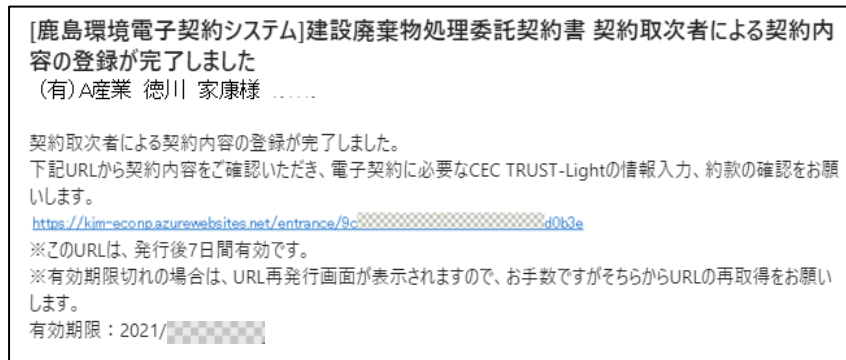 [鹿島環境電子契約システム]建設廃棄物処理委託契約書 契約取次者による契約内
容の登録が完了しました
(有)A産業 徳川 家康様
契約取次者による契約内容の登録が完了しました。
下記URLから契約内容をご確認いただき、電子契約に必要なCEC TRUST-Lightの情報入力、約款の確認をお願
いします。
https://kjm-econp.azurewebsites.net/entrance/9c d0b3e
※このURLは、発行後7日間有効です。
※有効期限切れの場合は、URL再発行画面が表示されますので、お手数ですがそちらからURLの再取得をお願い
します。
有効期限：2021/